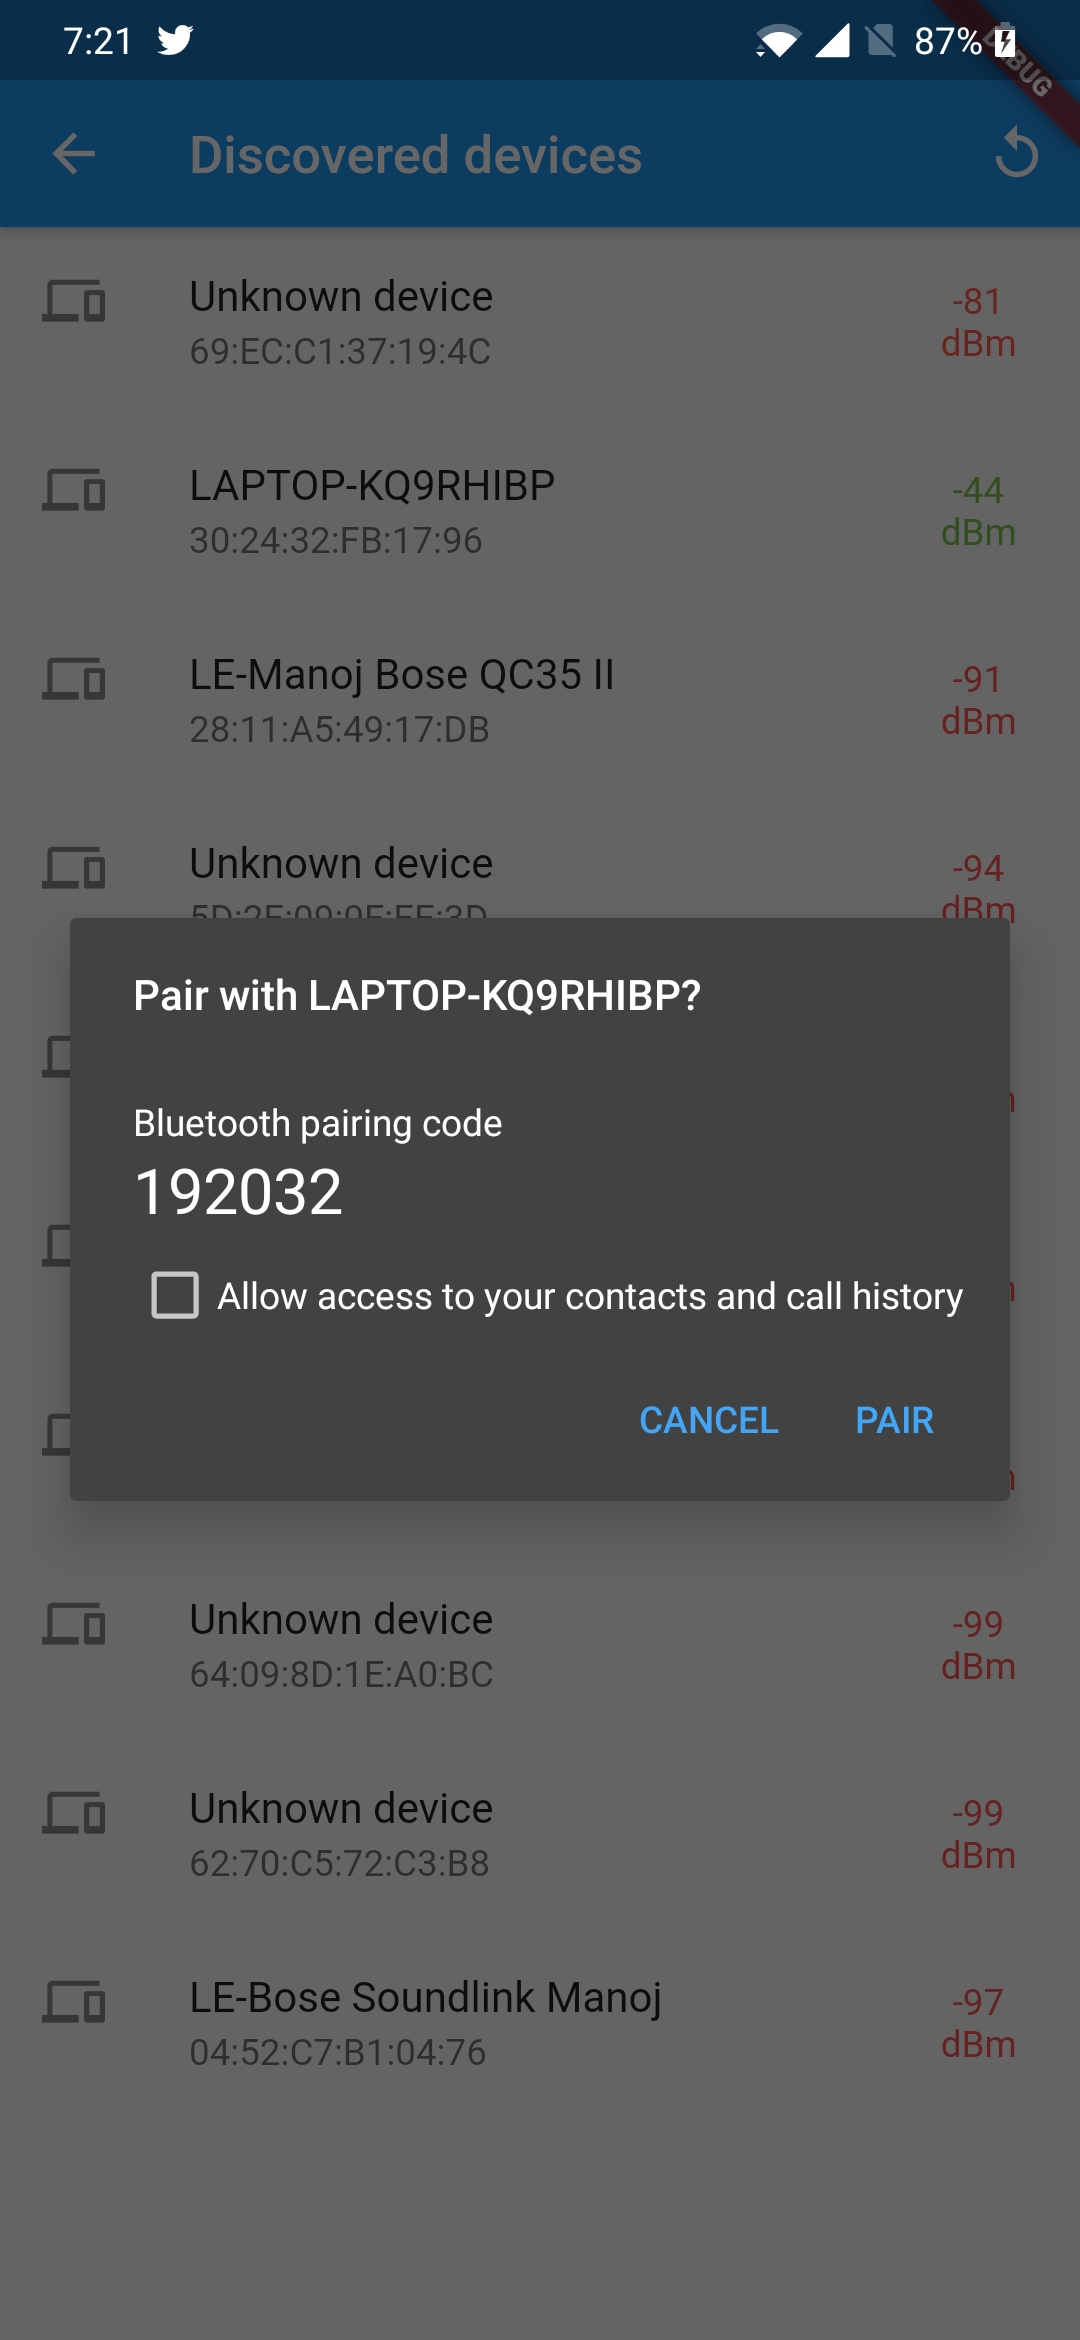 7:21
87%
DEBUG
Discovered devices
Unknown device
-81
69:EC:C1:37:19:4C
dBm
LAPTOP-KQ9RHIBP
-44
30:24:32:FB:17:96
dBm
LE-Manoj Bose QC35 II
-91
28:11:A5:49:17:DB
dBm
Unknown device
-94
dBm
Pair with LAPTOP-KQ9RHIBP?
Bluetooth pairing code
192032
Allow access to your contacts and call history
CANCEL
PAIR
Unknown device
-99
64:09:8D:1E:A0:BC
dBm
Unknown device
-99
62:70:C5:72:C3:B8
dBm
LE-Bose Soundlink Manoj
-97
04:52:C7:B1:04:76
dBm